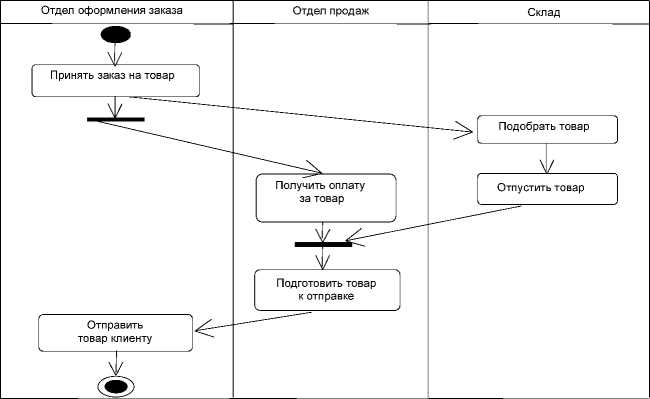 Отдел оформления заказа
Отдел продаж
Склад
Принять заказ на товар
Подобрать товар
Получить оплату
за товар
Отпустить товар
Подготовить товар
к отправке
Отправить
товар клиенту